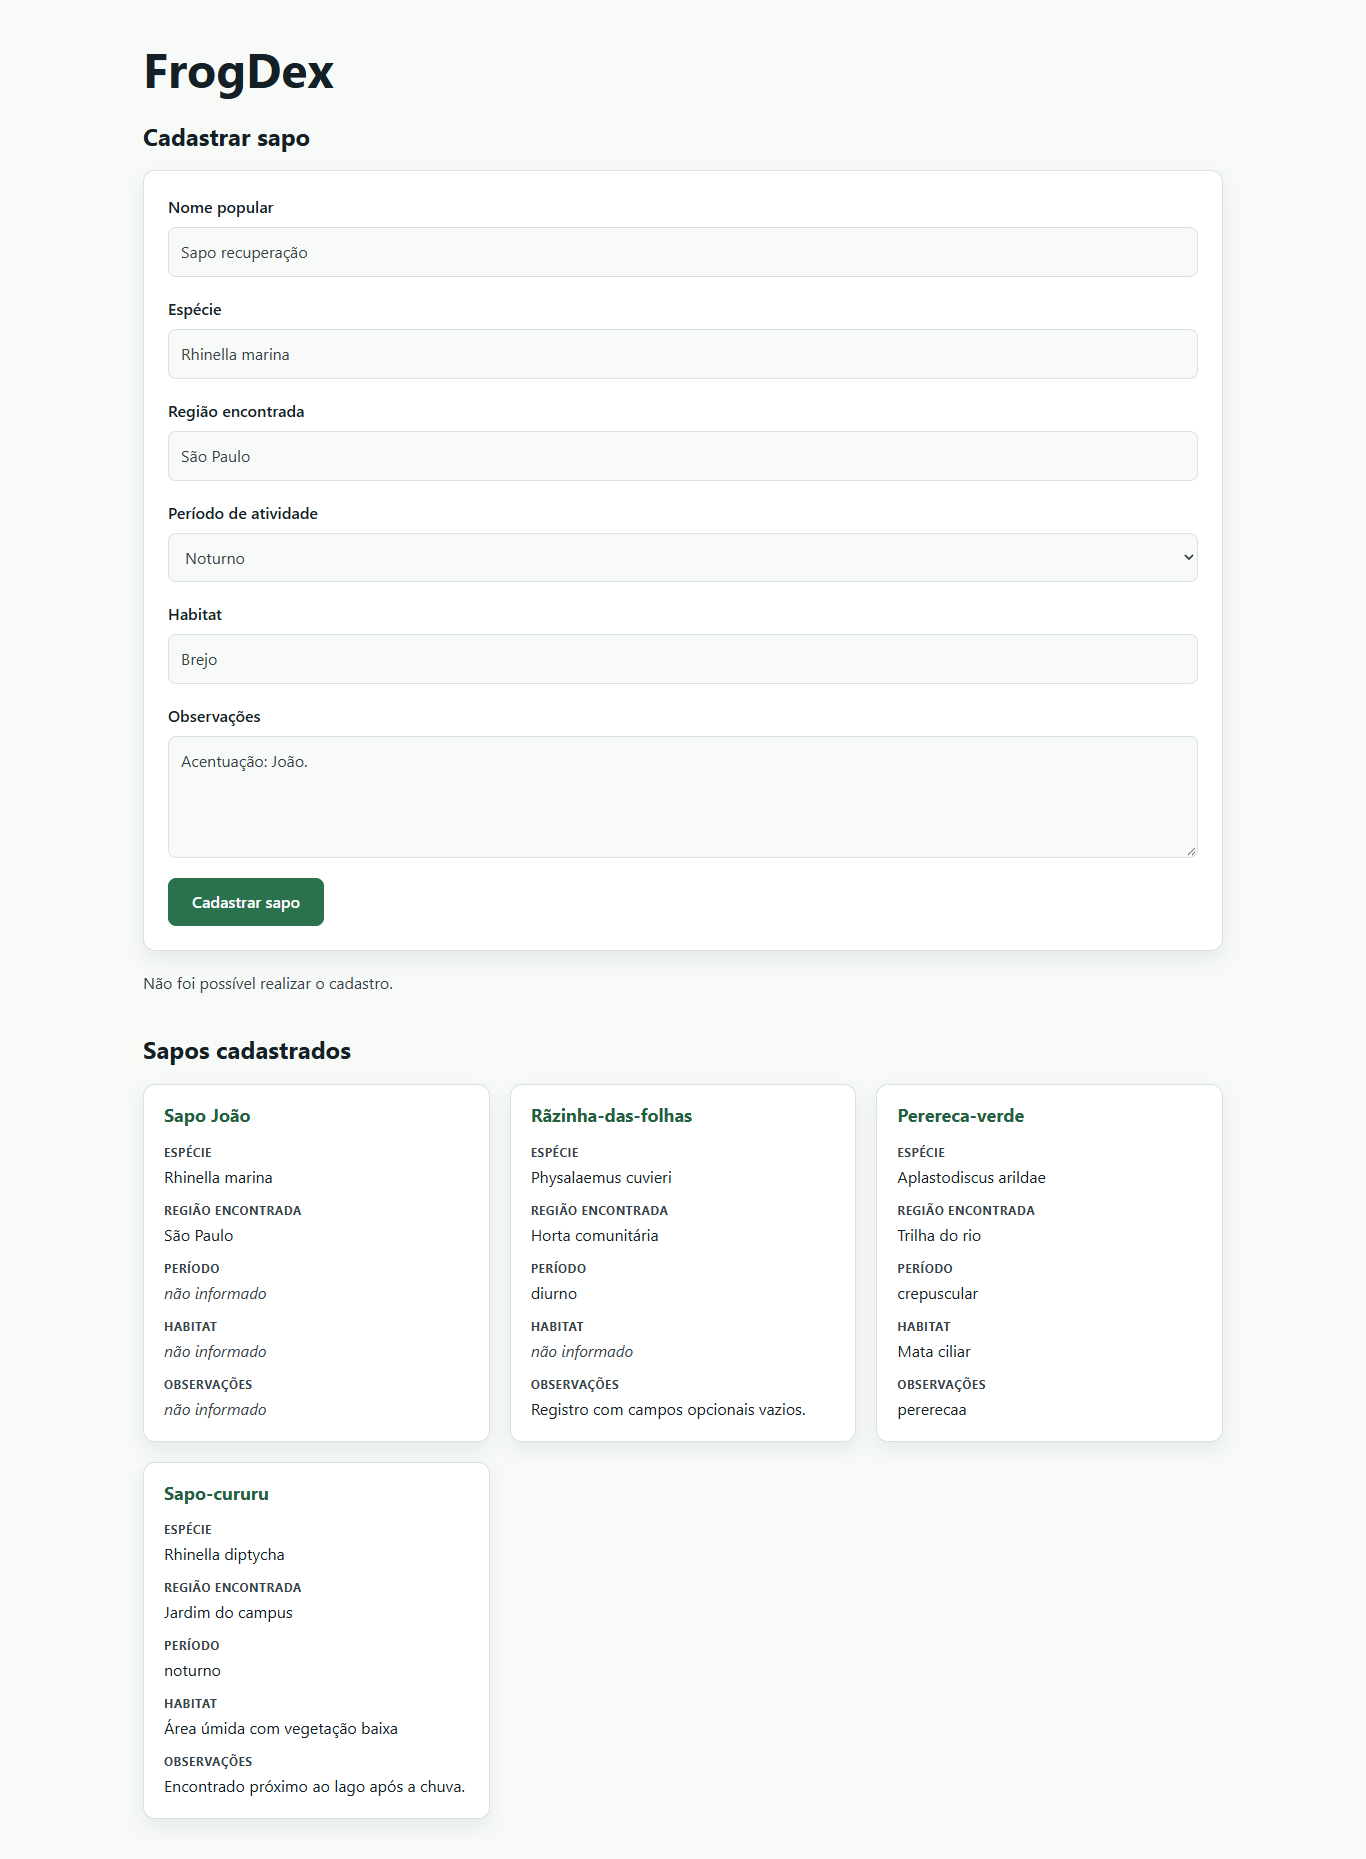 FrogDex
Cadastrar sapo
Nome popular
Sapo recuperação
Espécie
Rhinella marina
Região encontrada
São Paulo
Período de atividade
Noturno
Habitat
Brejo
Observações
Acentuação: João.
Cadastrar sapo
Não foi possível realizar o cadastro.
Sapos cadastrados
Sapo João
ESPÉCIE
Rhinella marina
REGIÃO ENCONTRADA
São Paulo
PERÍODO
não informado
HABITAT
não informado
OBSERVAÇÕES
não informado
Rãzinha-das-folhas
ESPÉCIE
Physalaemus cuvieri
REGIÃO ENCONTRADA
Horta comunitária
PERÍODO
diurno
HABITAT
não informado
OBSERVAÇÕES
Registro com campos opcionais vazios.
Perereca-verde
ESPÉCIE
Aplastodiscus arildae
REGIÃO ENCONTRADA
Trilha do rio
PERÍODO
crepuscular
HABITAT
Mata ciliar
OBSERVAÇÕES
pererecaa
Sapo-cururu
ESPÉCIE
Rhinella diptycha
REGIÃO ENCONTRADA
Jardim do campus
PERÍODO
noturno
HABITAT
Área úmida com vegetação baixa
OBSERVAÇÕES
Encontrado próximo ao lago após a chuva.